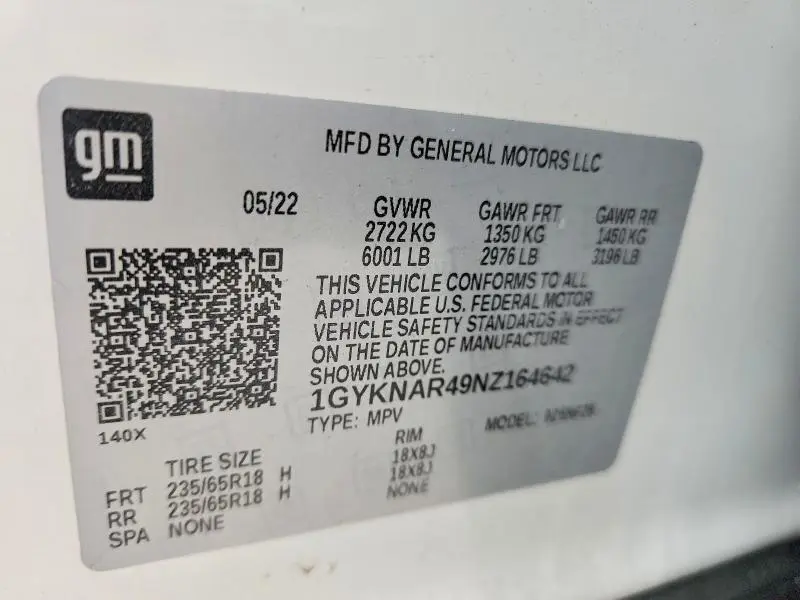 gm
MFD BY GENERAL MOTORS LLC
05/22 GVWR GAWR FRT GAWR RR
2722 KG 1350 KG 1450 KG
6001 LB 2976 LB 3196 LB
THIS VEHICLE CONFORMS TO ALL
APPLICABLE U.S. FEDERAL MOTOR
VEHICLE SAFETY STANDARDS IN EFFECT
ON THE DATE OF MANUFACTURE
SHOWN ABOVE.
1GYKNAR49NZ164642
140X
TYPE: MPV MODEL:
TIRE SIZE RIM
FRT 235/65R18 H 18X8J
RR 235/65R18 H 18X8J
SPA NONE NONE